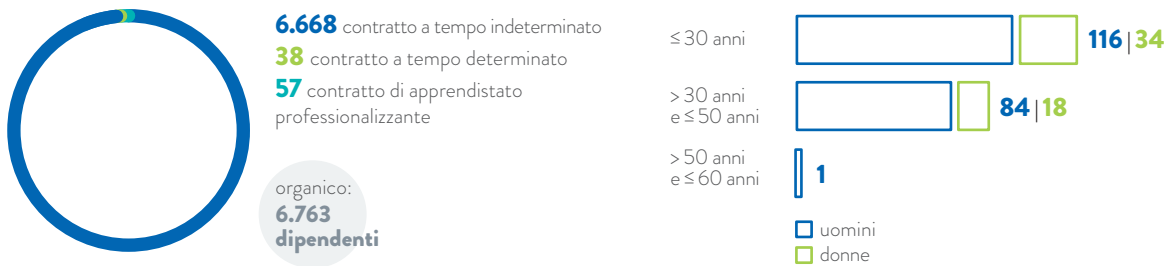 6.668 contratto a tempo indeterminato
38 contratto a tempo determinato
57 contratto di apprendistato
professionalizzante
organico:
6.763
dipendenti
≤ 30 anni
116 | 34
> 30 anni
e ≤ 50 anni
84 | 18
> 50 anni
e ≤ 60 anni
1
uomini
donne